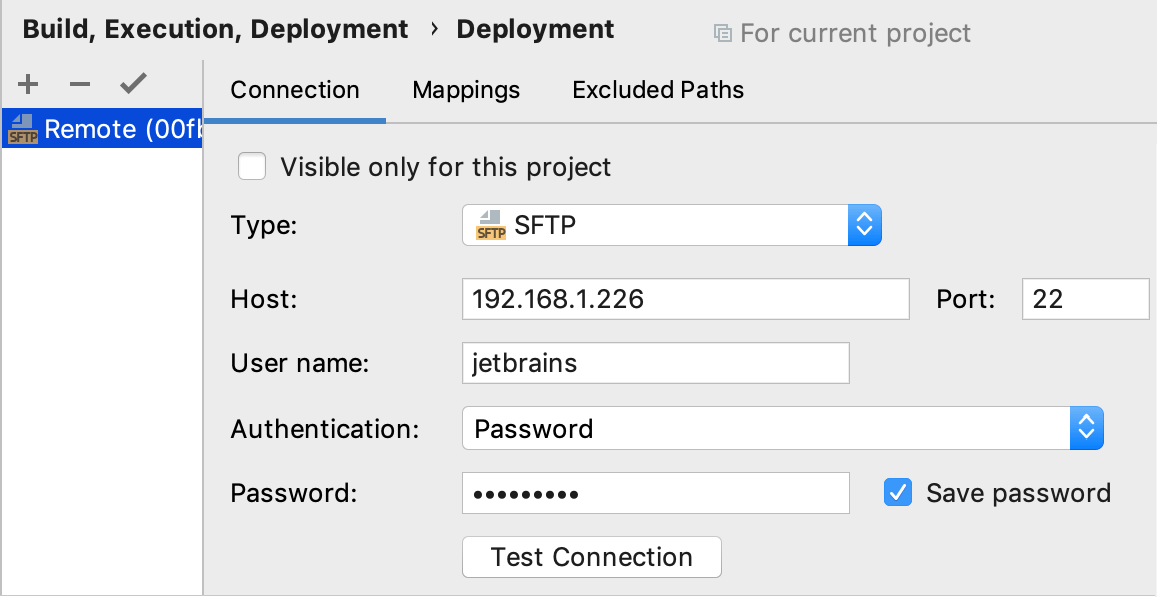 Build, Execution, Deployment › Deployment
For current project
Connection Mappings Excluded Paths
SFTP Remote (00fb
Visible only for this project
Type: SFTP SFTP
Host: 192.168.1.226 Port: 22
User name: jetbrains
Authentication: Password
Password: ••••••••• Save password
Test Connection